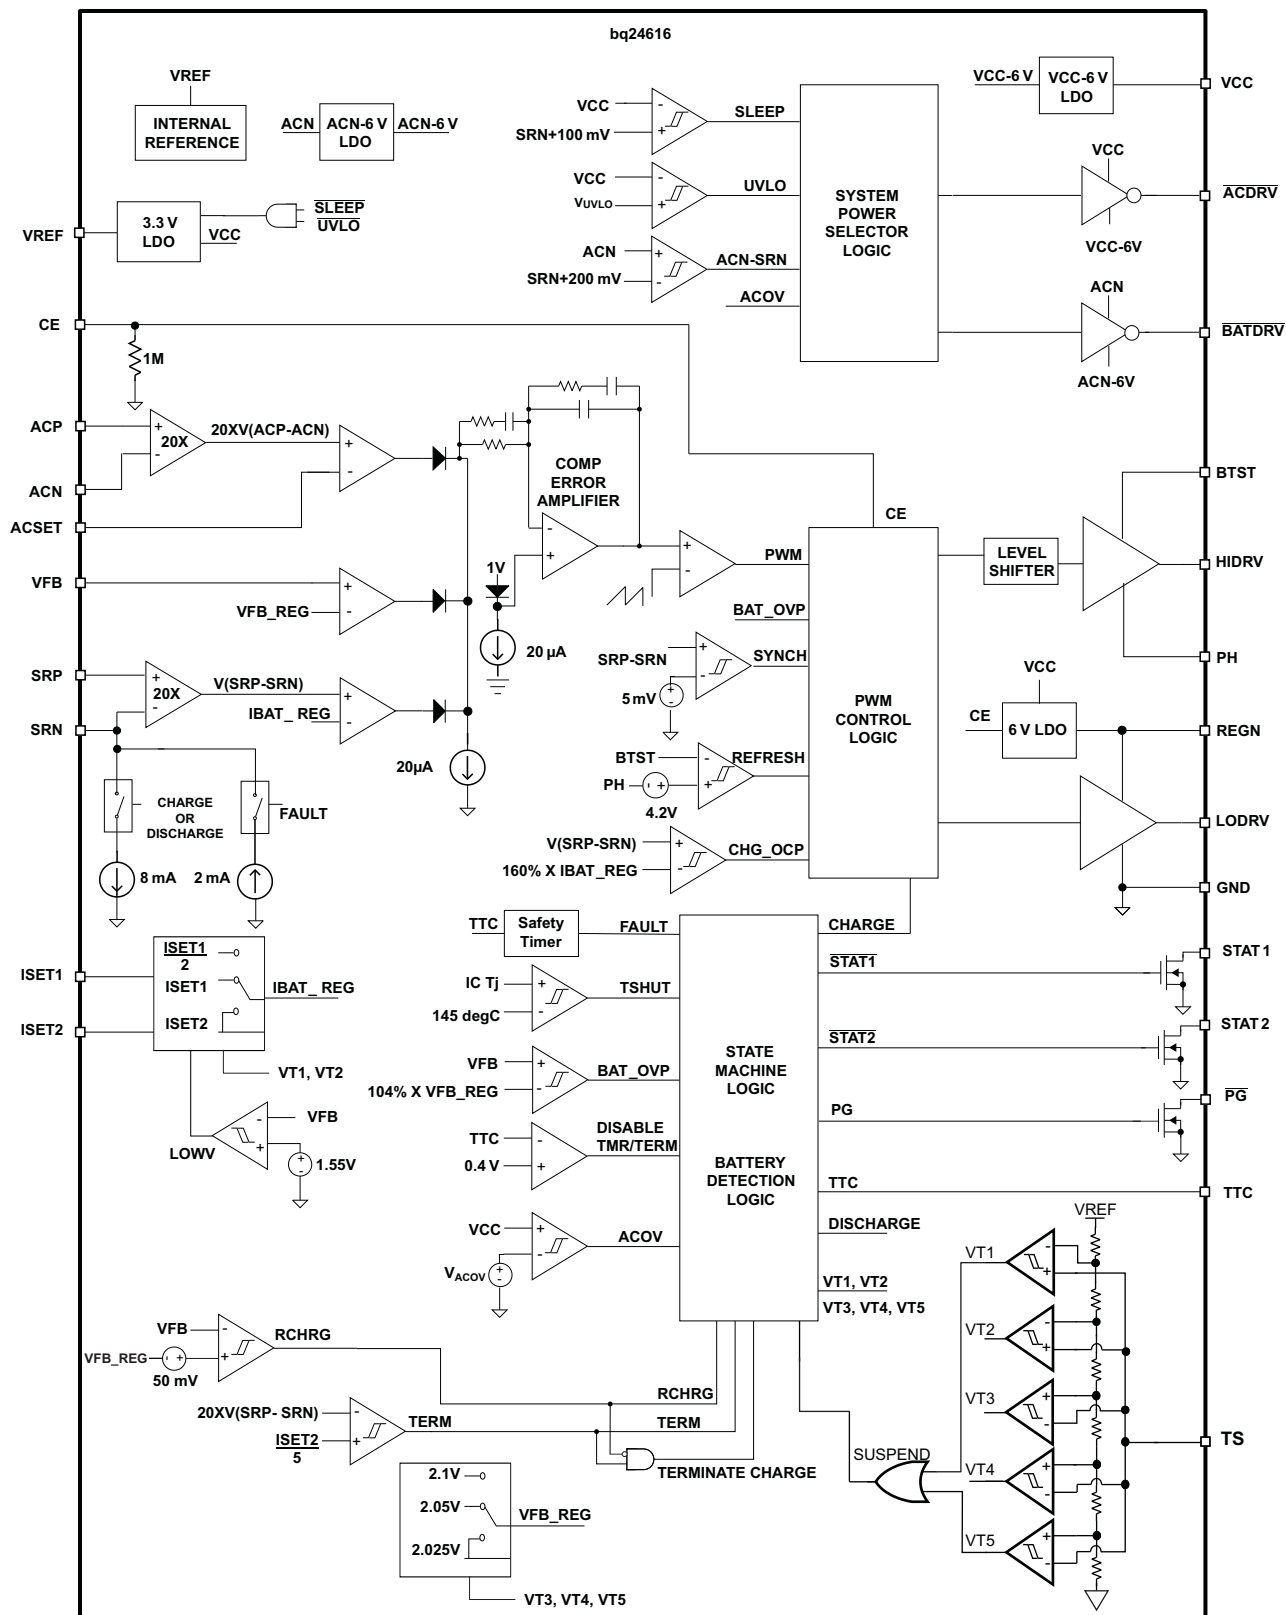 bq24616
VREF
INTERNAL
REFERENCE
ACN
ACN-6 V
LDO
ACN-6 V
VREF
3.3 V
LDO
VCC
SLEEP
UVLO
VCC
SRN+100 mV
SLEEP
VCC
VUVLO
UVLO
ACN
SRN+200 mV
ACN-SRN
ACOV
SYSTEM
POWER
SELECTOR
LOGIC
VCC-6 V
VCC-6 V
LDO
VCC
VCC
ACDRV
VCC-6V
ACN
BATDRV
ACN-6V
CE
1M
ACP
20X
20XV(ACP-ACN)
ACN
ACSET
COMP
ERROR
AMPLIFIER
VFB
VFB_REG
1V
20 µA
SRP
20X
V(SRP-SRN)
IBAT_ REG
SRN
20µA
CHARGE
OR
DISCHARGE
FAULT
8 mA
2 mA
CE
PWM
BAT_OVP
SRP-SRN
SYNCH
5 mV
BTST
REFRESH
PH
4.2V
V(SRP-SRN)
160% X IBAT_REG
CHG_OCP
PWM
CONTROL
LOGIC
LEVEL
SHIFTER
BTST
HIDRV
PH
VCC
CE
6 V LDO
REGN
LODRV
GND
ISET1
ISET2
ISET1
2
ISET1
ISET2
IBAT_ REG
VT1, VT2
VFB
LOWV
1.55V
TTC
Safety
Timer
FAULT
IC Tj
145 degC
TSHUT
VFB
104% X VFB_REG
BAT_OVP
TTC
0.4 V
DISABLE
TMR/TERM
VCC
VACOV
ACOV
STATE
MACHINE
LOGIC
BATTERY
DETECTION
LOGIC
CHARGE
STAT1
STAT 1
STAT2
STAT 2
PG
PG
TTC
TTC
DISCHARGE
VT1, VT2
VT3, VT4, VT5
VREF
VT1
VT2
VT3
VT4
VT5
TS
SUSPEND
VFB
VFB_REG
50 mV
RCHRG
RCHRG
20XV(SRP- SRN)
ISET2
5
TERM
TERM
TERMINATE CHARGE
2.1V
2.05V
2.025V
VFB_REG
VT3, VT4, VT5